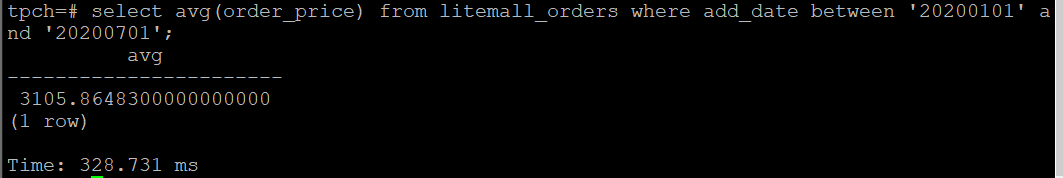 tpch=# select avg(order_price) from litemall_orders where add_date between '20200101' a
nd '20200701';
avg
-----------------------
3105.8648300000000000
(1 row)
Time: 328.731 ms